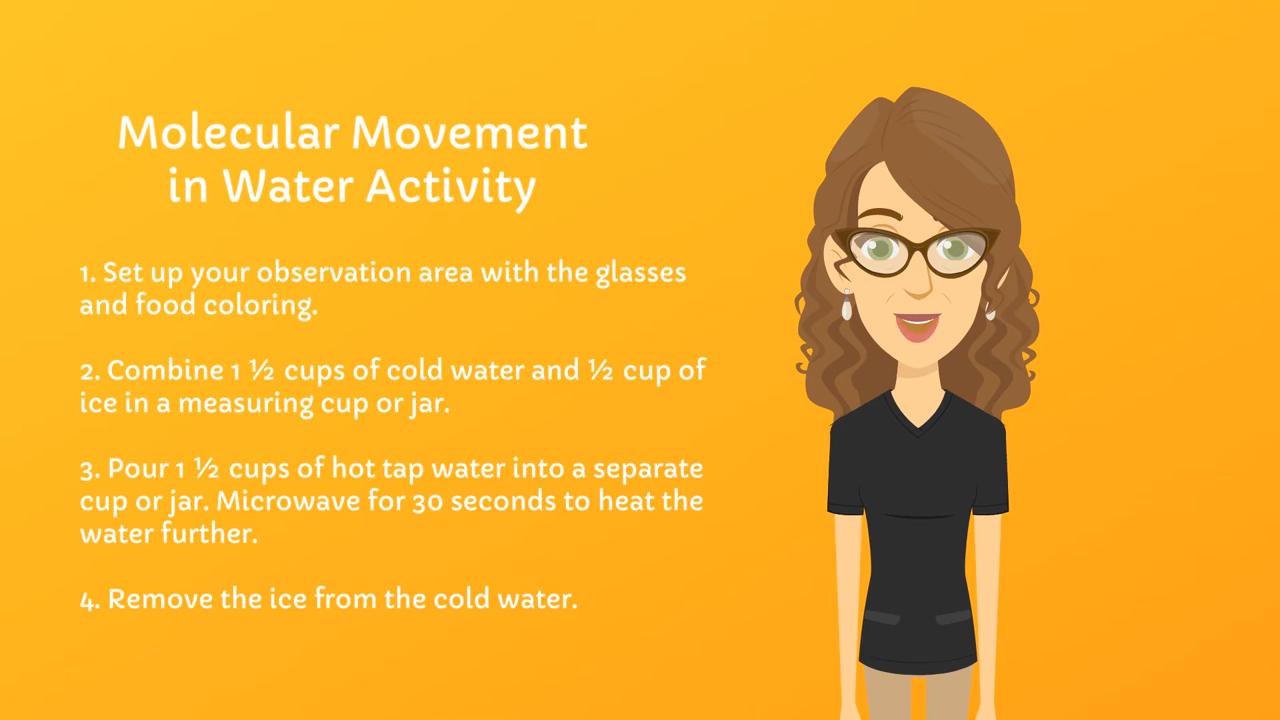 Molecular Movement
in Water Activity
1. Set up your observation area with the glasses
and food coloring.
2. Combine 1 ½ cups of cold water and ½ cup of
ice in a measuring cup or jar.
3. Pour 1 ½ cups of hot tap water into a separate
cup or jar. Microwave for 30 seconds to heat the
water further.
4. Remove the ice from the cold water.